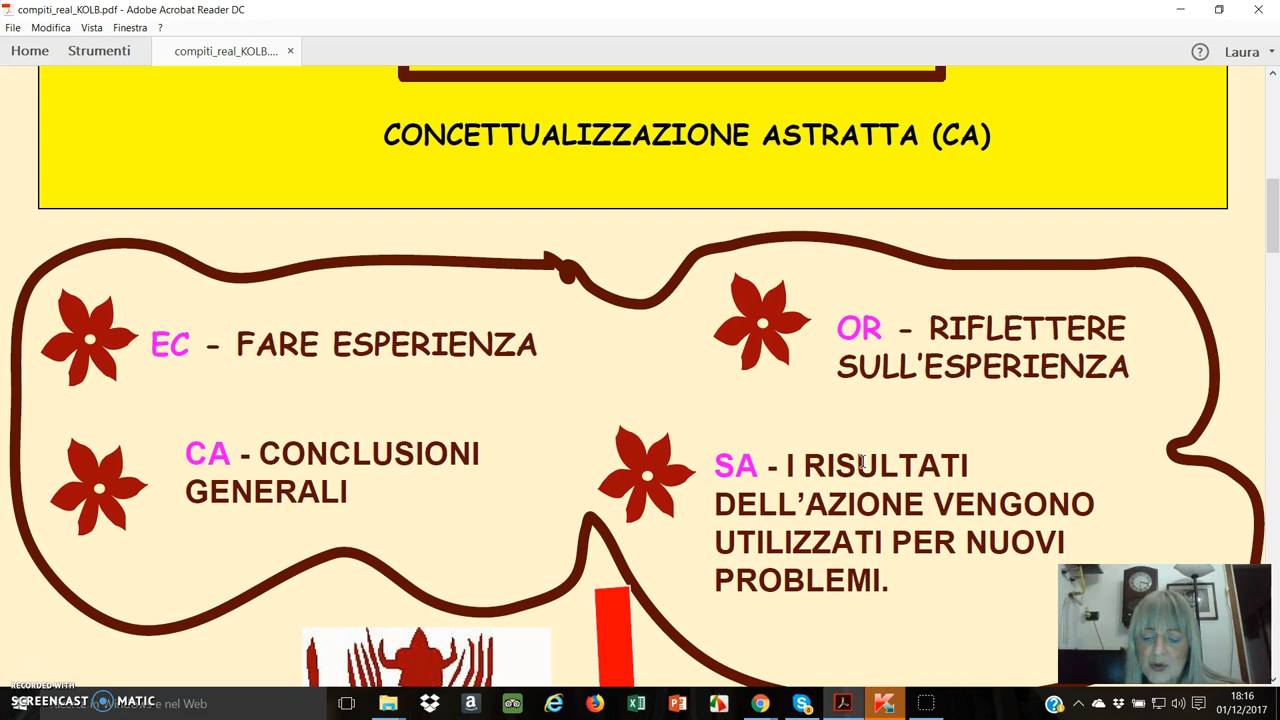 compiti_real_KOLB.pdf - Adobe Acrobat Reader DC
File Modifica Vista Finestra ?
Home Strumenti compiti_real_KOLB.... × Laura
CONCETTUALIZZAZIONE ASTRATTA (CA)
EC - FARE ESPERIENZA
OR - RIFLETTERE
SULL'ESPERIENZA
CA - CONCLUSIONI
GENERALI
SA - I RISULTATI
DELL'AZIONE VENGONO
UTILIZZATI PER NUOVI
PROBLEMI.
RECORDED WITH
SCREENCAST MATIC
e nel Web
18:16
01/12/2017